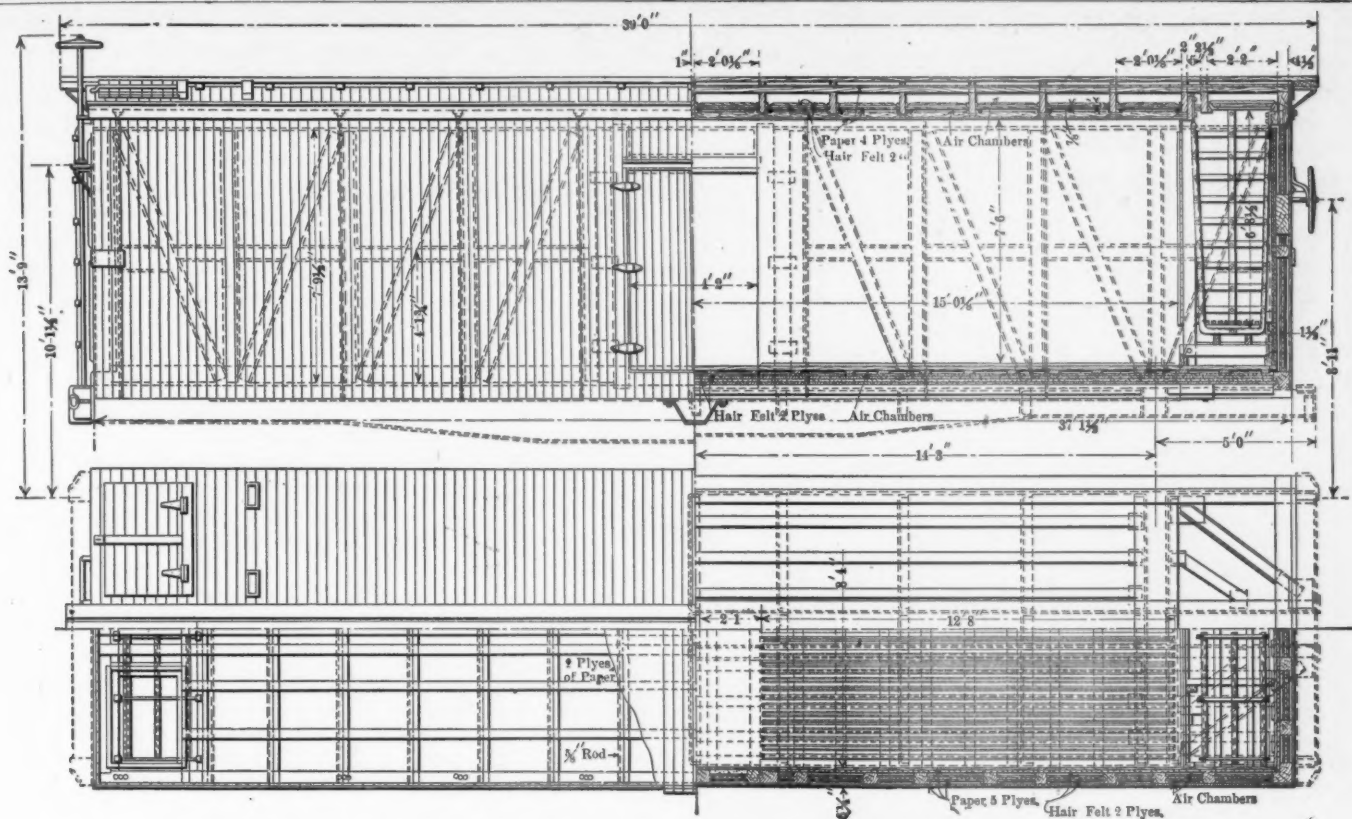 39'0"
1" 2'-0⅛" 2'-0⅛" 2" 2½" 5" 2'-2" 4½"
13'-9"
Paper 4 Plyes
Hair Felt 2"
Air Chambers
7'-6"
6'8½"
7'-9½"
4'-2"
15'0⅛"
4'-1¾"
10'-1⅛"
1½"
8'-11"
Hair Felt 2 Plyes Air Chambers
37'1½"
14'-3" 5'0"
8'4"
2-1 12'8"
2 Plyes
of Paper
⅝" Rod
Paper 5 Plyes.
Hair Felt 2 Plyes.
Air Chambers